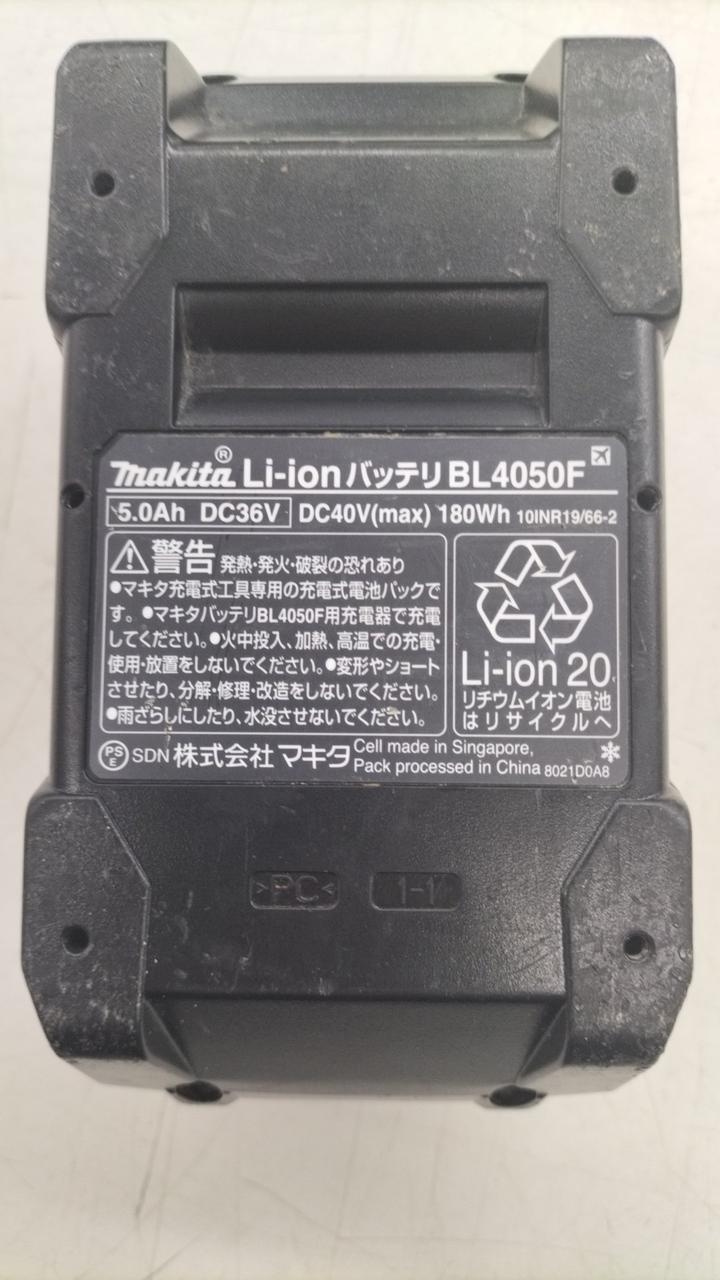 makita® Li-ionバッテリ BL4050F
5.0Ah DC36V DC40V(max) 180Wh 10INR19/66-2
警告 発熱・発火・破裂の恐れあり
●マキタ充電式工具専用の充電式電池パックで
す。●マキタバッテリBL4050F用充電器で充電
してください。●火中投入、加熱、高温での充電・
使用・放置をしないでください。●変形やショート
させたり、分解・修理・改造をしないでください。
●雨ざらしにしたり、水没させないでください。
Li-ion 20
リチウムイオン電池
はリサイクルへ
PSE SDN 株式会社 マキタ
Cell made in Singapore,
Pack processed in China 8021D0A8
>PC<
1-1